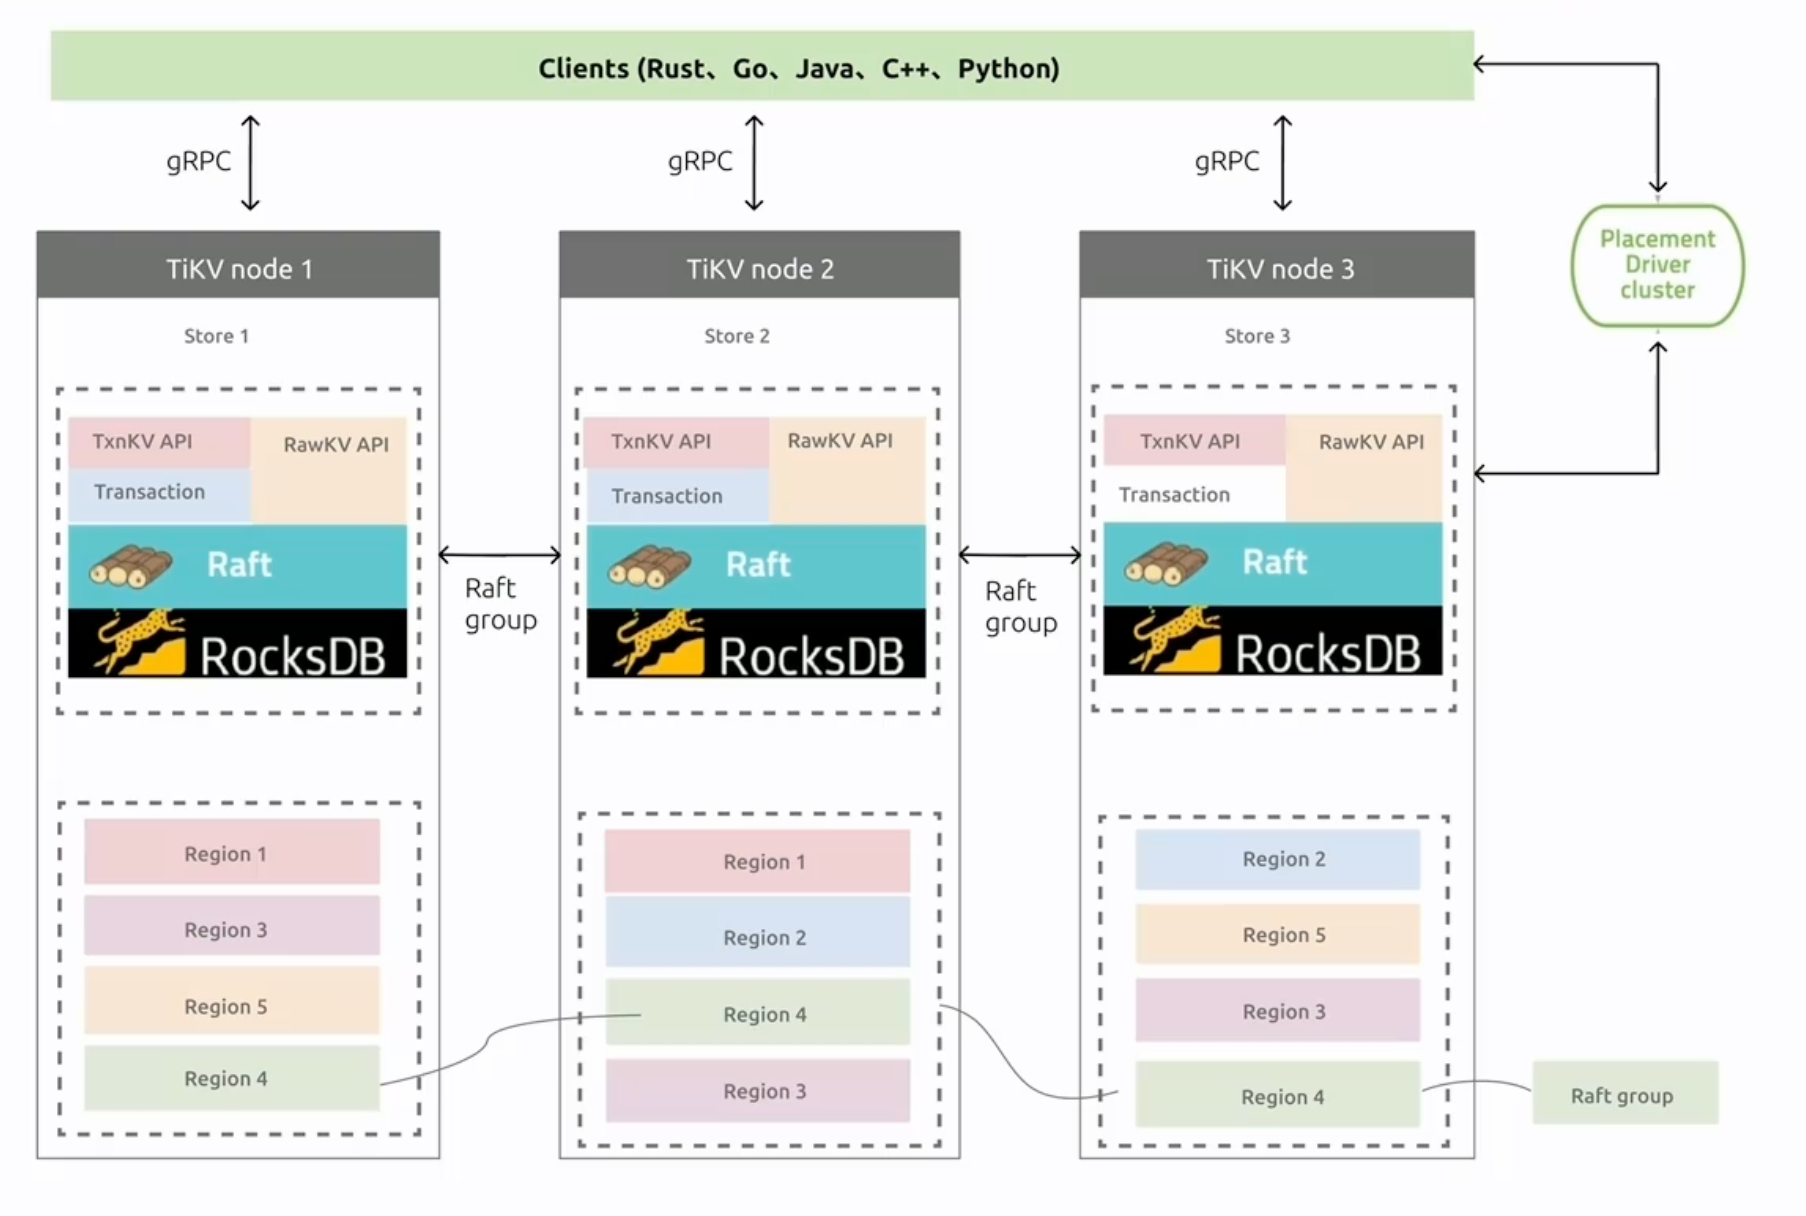 Clients (Rust、Go、Java、C++、Python)
gRPC
gRPC
gRPC
Placement
Driver
cluster
TiKV node 1
TiKV node 2
TiKV node 3
Store 1
Store 2
Store 3
TxnKV API
RawKV API
Transaction
Raft
RocksDB
Raft
group
TxnKV API
RawKV API
Transaction
Raft
RocksDB
Raft
group
TxnKV API
RawKV API
Transaction
Raft
RocksDB
Region 1
Region 3
Region 5
Region 4
Region 1
Region 2
Region 4
Region 3
Region 2
Region 5
Region 3
Region 4
Raft group